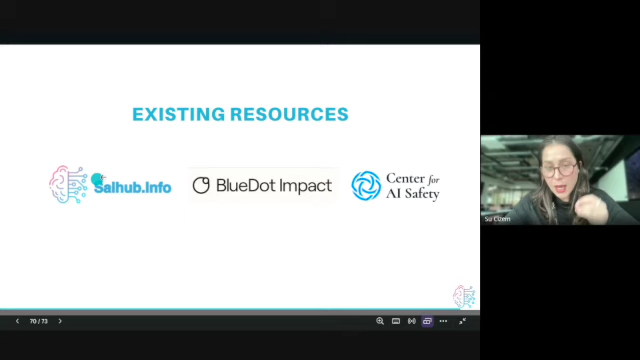 EXISTING RESOURCES
Saihub.info
BlueDot Impact
Center for
AI Safety
Su Cizem
70 / 73